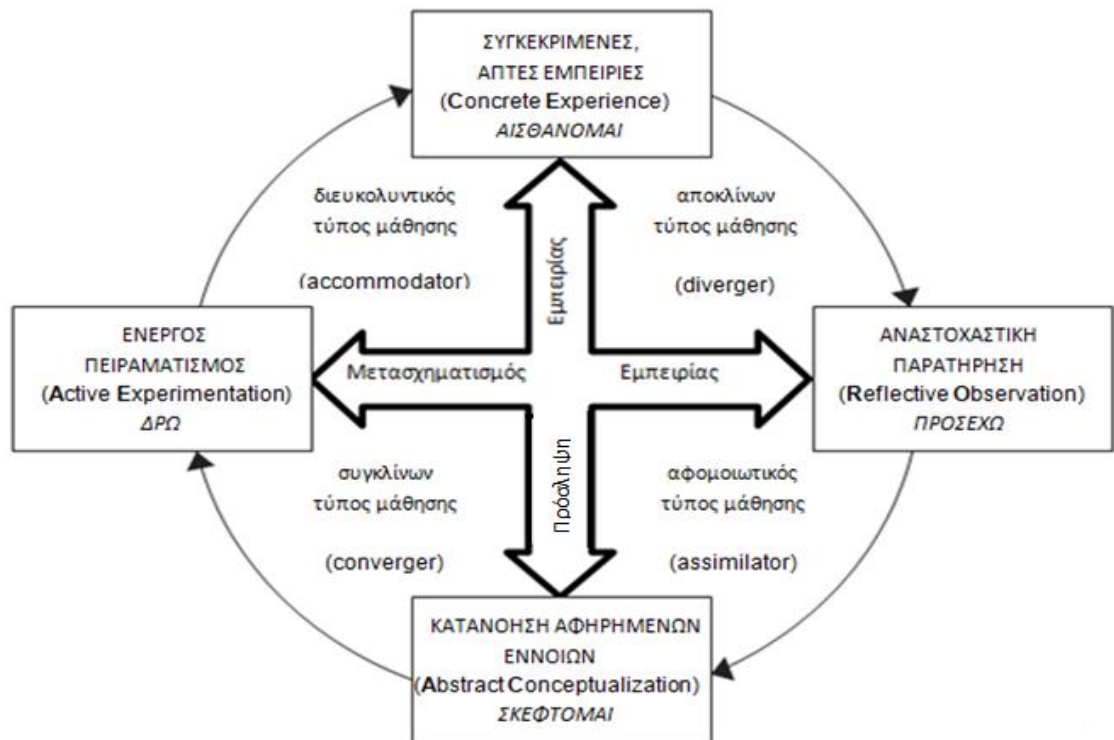 ΣΥΓΚΕΚΡΙΜΕΝΕΣ,
ΑΠΤΕΣ ΕΜΠΕΙΡΙΕΣ
(Concrete Experience)
ΑΙΣΘΑΝΟΜΑΙ
διευκολυντικός
τύπος μάθησης
(accommodator)
αποκλίνων
τύπος μάθησης
(diverger)
Εμπειρίας
ΕΝΕΡΓΟΣ
ΠΕΙΡΑΜΑΤΙΣΜΟΣ
(Active Experimentation)
ΔΡΩ
Μετασχηματισμός
Εμπειρίας
ΑΝΑΣΤΟΧΑΣΤΙΚΗ
ΠΑΡΑΤΗΡΗΣΗ
(Reflective Observation)
ΠΡΟΣΕΧΩ
συγκλίνων
τύπος μάθησης
(converger)
Πρόσληψη
αφομοιωτικός
τύπος μάθησης
(assimilator)
ΚΑΤΑΝΟΗΣΗ ΑΦΗΡΗΜΕΝΩΝ
ΕΝΝΟΙΩΝ
(Abstract Conceptualization)
ΣΚΕΦΤΟΜΑΙ